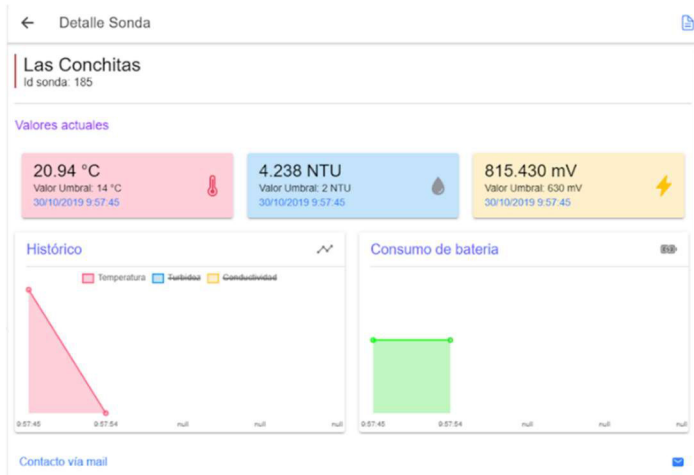 Detalle Sonda
Las Conchitas
Id sonda: 185
Valores actuales
20.94 °C
Valor Umbral: 14 °C
30/10/2019 9:57:45
4.238 NTU
Valor Umbral: 2 NTU
30/10/2019 9:57:45
815.430 mV
Valor Umbral: 630 mV
30/10/2019 9:57:45
Histórico
Temperatura Turbidez Conductividad
9:57:45 9:57:54 null null null
Consumo de bateria
9:57:45 9:57:54 null null null
Contacto vía mail